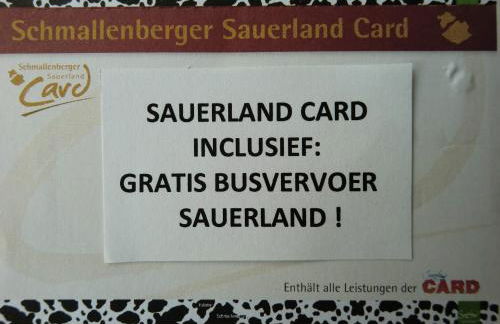 Schmallenberger Sauerland Card
Schmallenberger
Sauerland
Card
SAUERLAND CARD
INCLUSIEF:
GRATIS BUSVERVOER
SAUERLAND !
Enthält alle Leistungen der
CARD